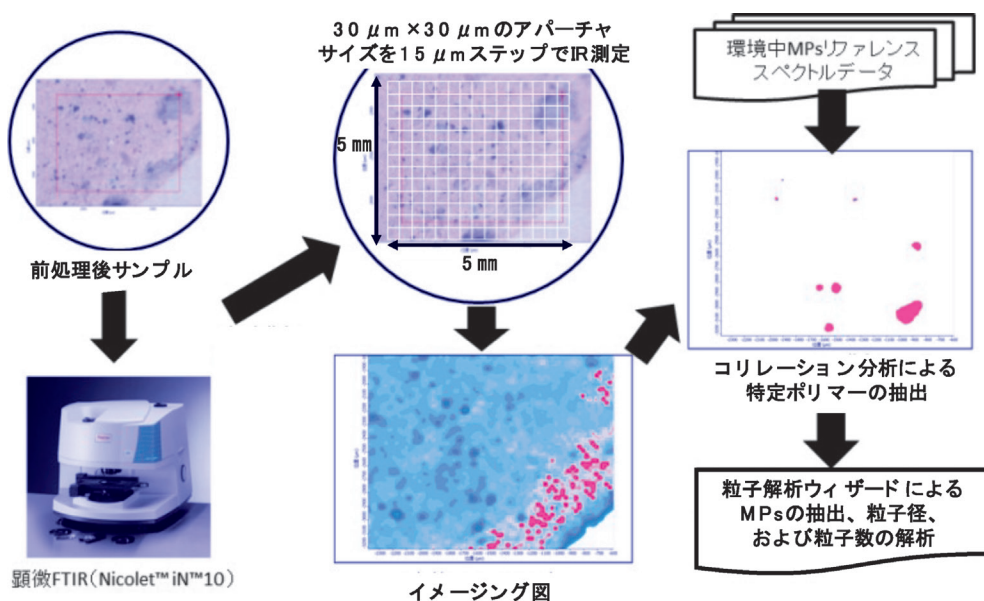 30μm×30μmのアパーチャ
サイズを15μmステップでIR測定
5mm
5mm
前処理後サンプル
顕微FTIR(Nicolet™iN™10)
イメージング図
環境中MPsリファレンス
スペクトルデータ
コリレーション分析による
特定ポリマーの抽出
粒子解析ウィザードによる
MPsの抽出、粒子径、
および粒子数の解析